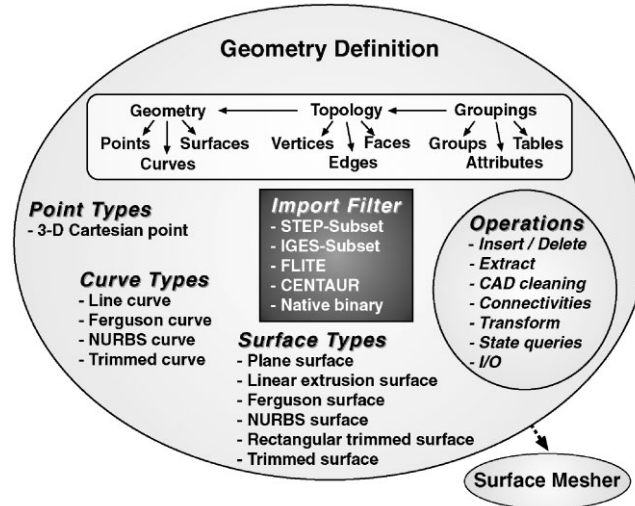 Geometry Definition
Geometry Topology Groupings
Points Surfaces Vertices Faces Groups Tables
Curves Edges Attributes
Point Types
- 3-D Cartesian point
Curve Types
- Line curve
- Ferguson curve
- NURBS curve
- Trimmed curve
Import Filter
- STEP-Subset
- IGES-Subset
- FLITE
- CENTAUR
- Native binary
Surface Types
- Plane surface
- Linear extrusion surface
- Ferguson surface
- NURBS surface
- Rectangular trimmed surface
- Trimmed surface
Operations
- Insert / Delete
- Extract
- CAD cleaning
- Connectivities
- Transform
- State queries
- I/O
Surface Mesher